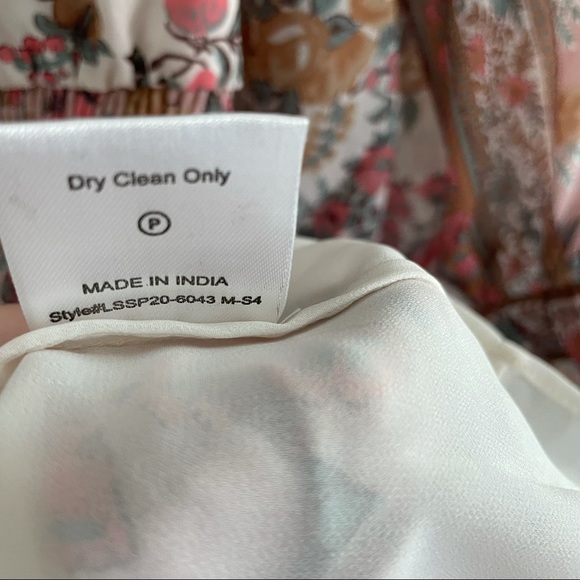 Dry Clean Only
P
MADE IN INDIA
Style#LSSP20-6043 M-S4